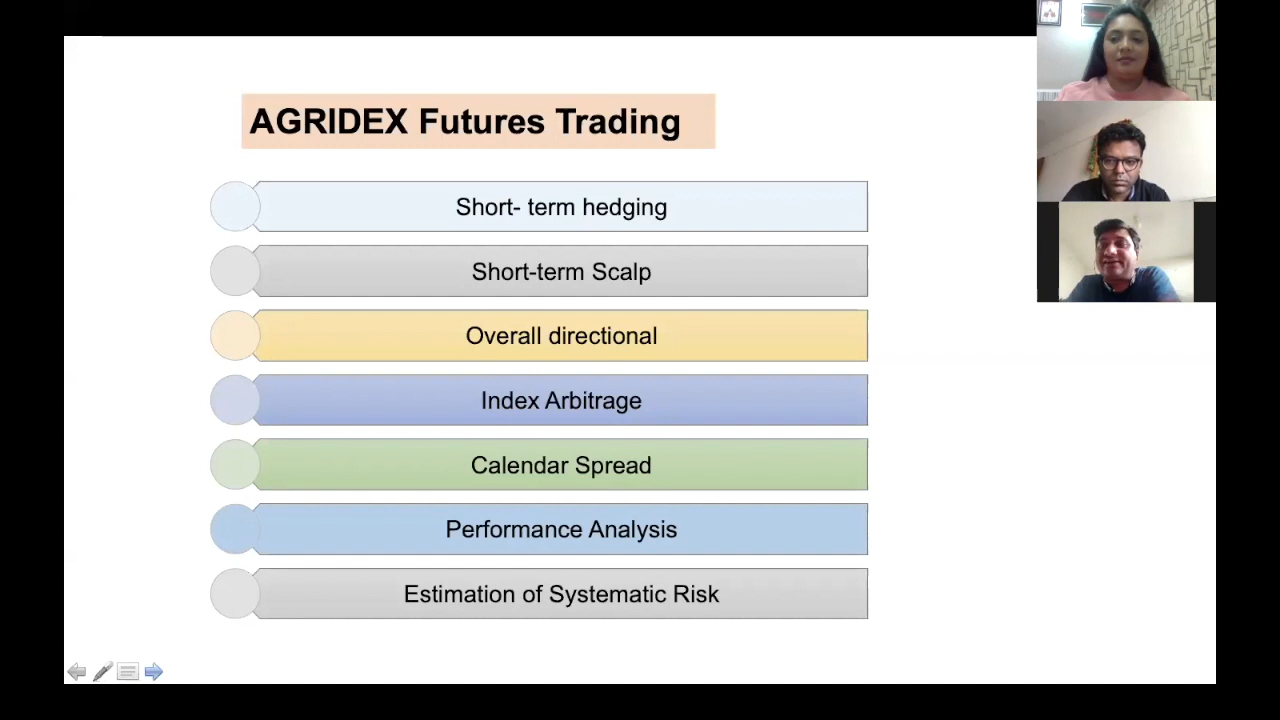 AGRIDEX Futures Trading
Short- term hedging
Short-term Scalp
Overall directional
Index Arbitrage
Calendar Spread
Performance Analysis
Estimation of Systematic Risk